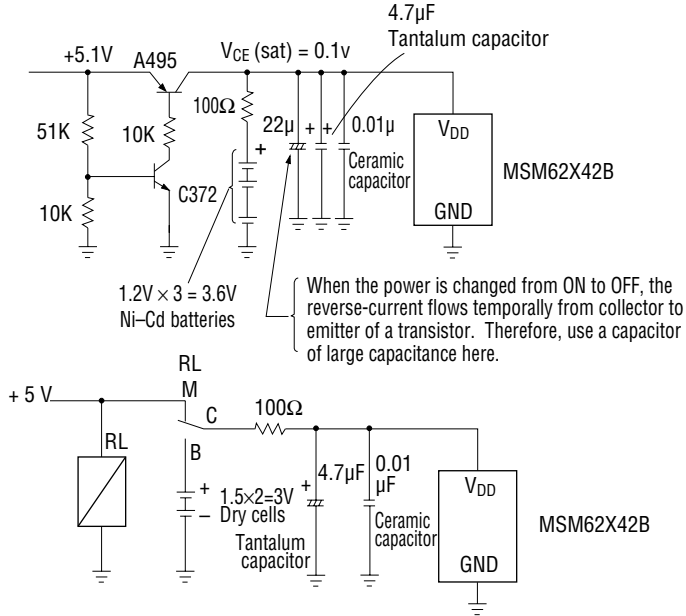 4.7µF
Tantalum capacitor
+5.1V
A495
V_CE (sat) = 0.1v
100Ω
51K
10K
22µ
+
+
0.01µ
V_DD
+
Ceramic
capacitor
MSM62X42B
C372
10K
GND
1.2V × 3 = 3.6V
Ni–Cd batteries
When the power is changed from ON to OFF, the
reverse-current flows temporally from collector to
emitter of a transistor. Therefore, use a capacitor
of large capacitance here.
RL
M
+ 5 V
C
100Ω
RL
B
+
1.5×2=3V
–
Dry cells
+
4.7µF
0.01
µF
V_DD
Tantalum
capacitor
Ceramic
capacitor
MSM62X42B
GND